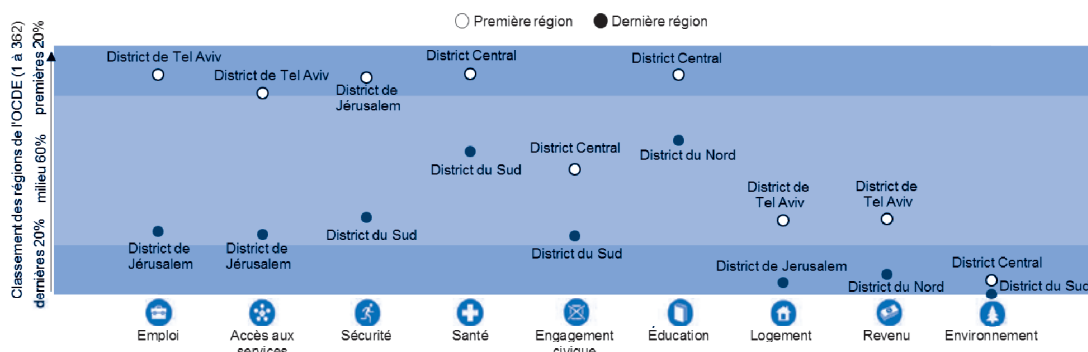 Première région
Dernière région
Classement des régions de l'OCDE (1 à 362)
dernières 20% milieu 60% premières 20%
District de Tel Aviv
District de
Jérusalem
District de Tel Aviv
District de
Jérusalem
District de
Jérusalem
District du Sud
District Central
District du Sud
District Central
District du Sud
District Central
District du Nord
District de
Tel Aviv
District de Jerusalem
District de
Tel Aviv
District du Nord
District Central
District du Sud
Emploi
Accès aux
services
Sécurité
Santé
Engagement
civique
Éducation
Logement
Revenu
Environnement